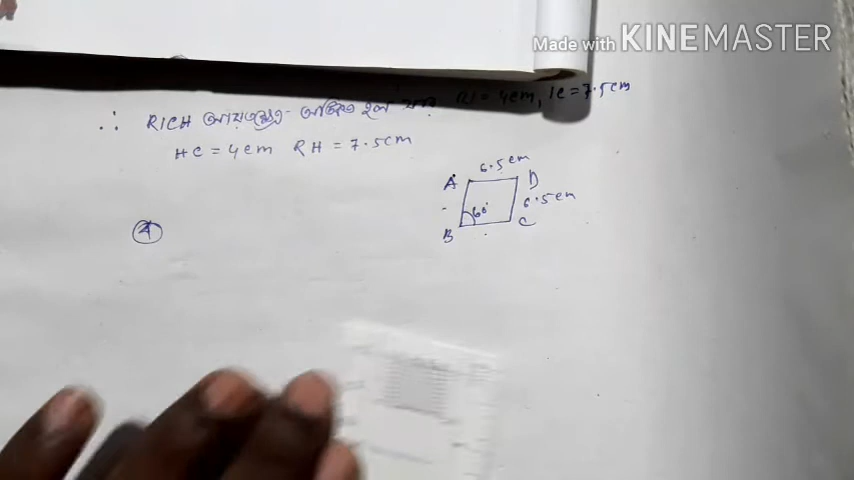 Made with KINEMASTER
∴ RICH আয়তক্ষেত্র অঙ্কিত হল যার RI = 4cm, IC = 7.5cm
HC = 4cm RH = 7.5cm
6.5cm
A D
6.5cm
60°
B C
4